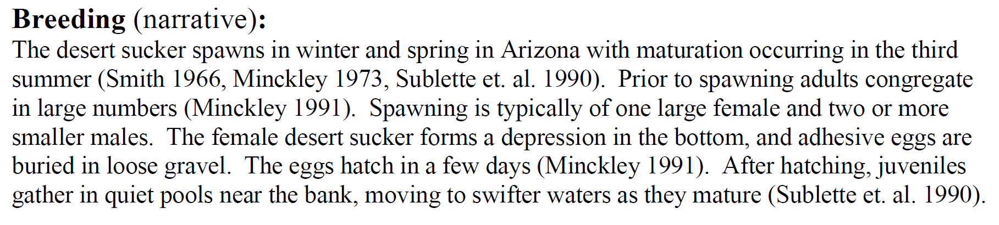 Breeding (narrative):
The desert sucker spawns in winter and spring in Arizona with maturation occurring in the third
summer (Smith 1966, Minckley 1973, Sublette et. al. 1990).  Prior to spawning adults congregate
in large numbers (Minckley 1991).  Spawning is typically of one large female and two or more
smaller males.  The female desert sucker forms a depression in the bottom, and adhesive eggs are
buried in loose gravel.  The eggs hatch in a few days (Minckley 1991).  After hatching, juveniles
gather in quiet pools near the bank, moving to swifter waters as they mature (Sublette et. al. 1990).